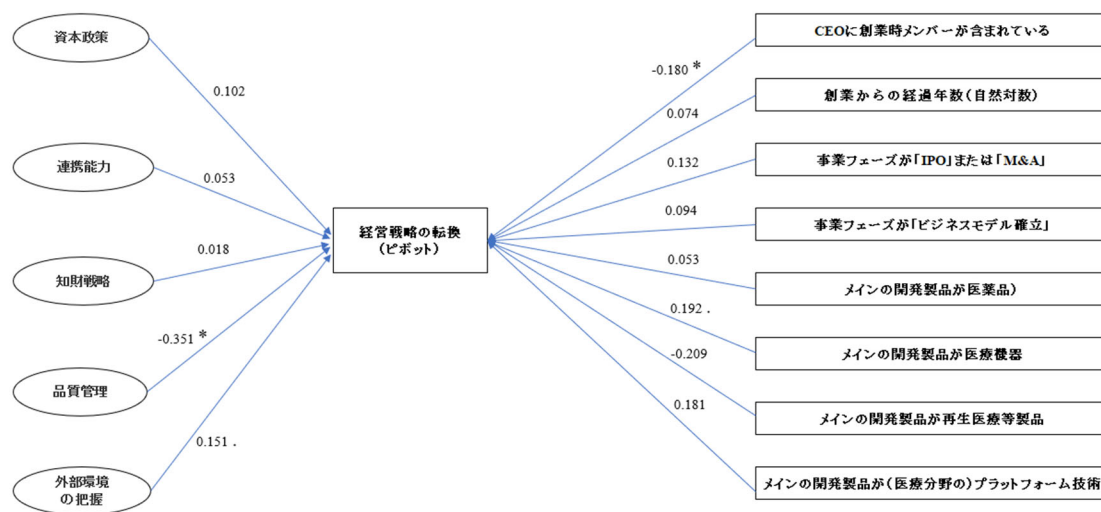 資本政策
連携能力
知財戦略
品質管理
外部環境
の把握
0.102
0.053
0.018
-0.351 *
0.151 .
経営戦略の転換
(ピボット)
-0.180 *
0.074
0.132
0.094
0.053
0.192 .
-0.209
0.181
CEOに創業時メンバーが含まれている
創業からの経過年数(自然対数)
事業フェーズが「IPO」または「M&A」
事業フェーズが「ビジネスモデル確立」
メインの開発製品が医薬品)
メインの開発製品が医療機器
メインの開発製品が再生医療等製品
メインの開発製品が(医療分野の)プラットフォーム技術